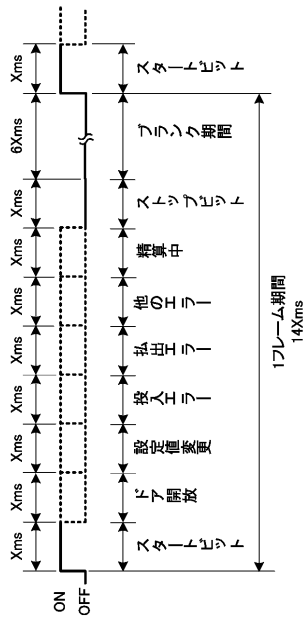 Xms
Xms
Xms
Xms
Xms
Xms
Xms
Xms
6Xms
Xms
ON
OFF
スタートビット
ドア開放
設定値変更
投入エラー
払出エラー
他のエラー
精算中
ストップビット
ブランク期間
スタートビット
1フレーム期間
14Xms